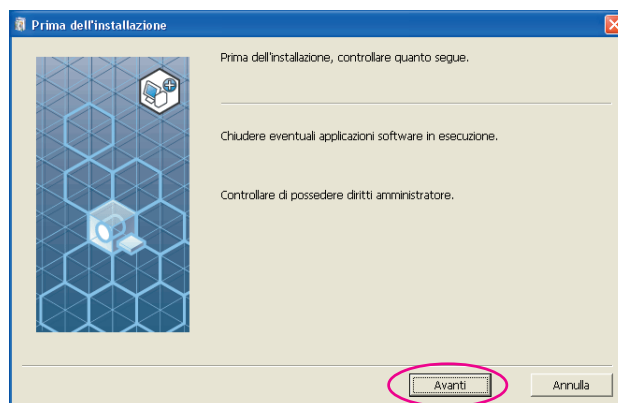 Prima dell'installazione
Prima dell'installazione, controllare quanto segue.
Chiudere eventuali applicazioni software in esecuzione.
Controllare di possedere diritti amministratore.
Avanti
Annulla